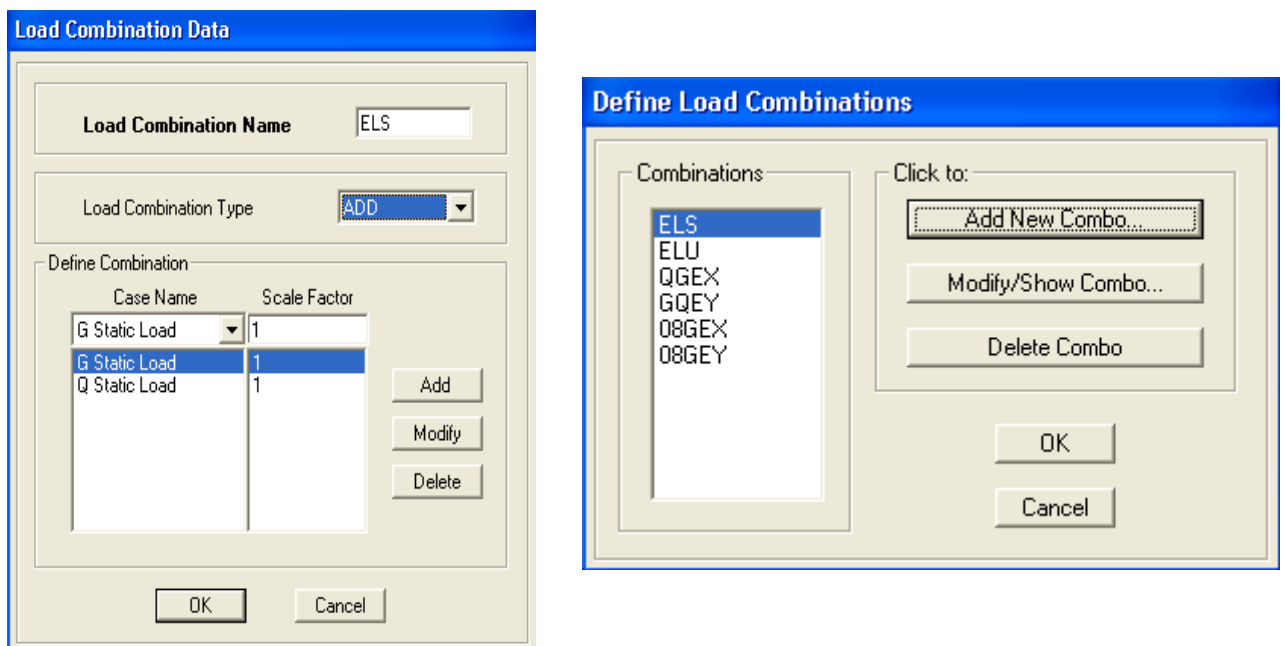 Load Combination Data
Load Combination Name ELS
Load Combination Type ADD
Define Combination
Case Name Scale Factor
G Static Load 1
G Static Load 1
Q Static Load 1
Add
Modify
Delete
OK Cancel
Define Load Combinations
Combinations
ELS
ELU
QGEX
GQEY
08GEX
08GEY
Click to:
Add New Combo...
Modify/Show Combo...
Delete Combo
OK
Cancel